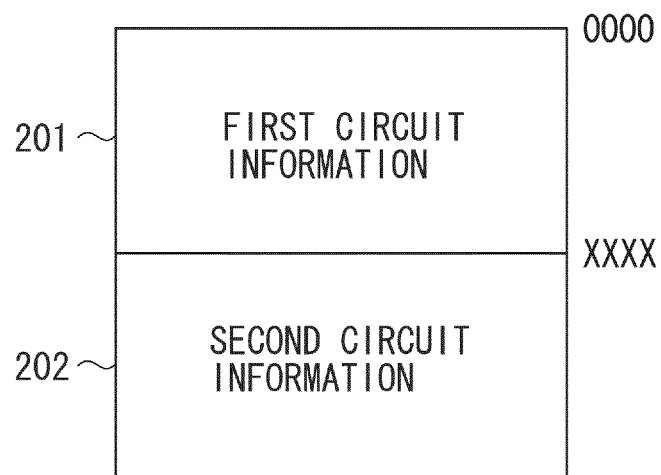 0000
201
FIRST CIRCUIT
INFORMATION
XXXX
202
SECOND CIRCUIT
INFORMATION